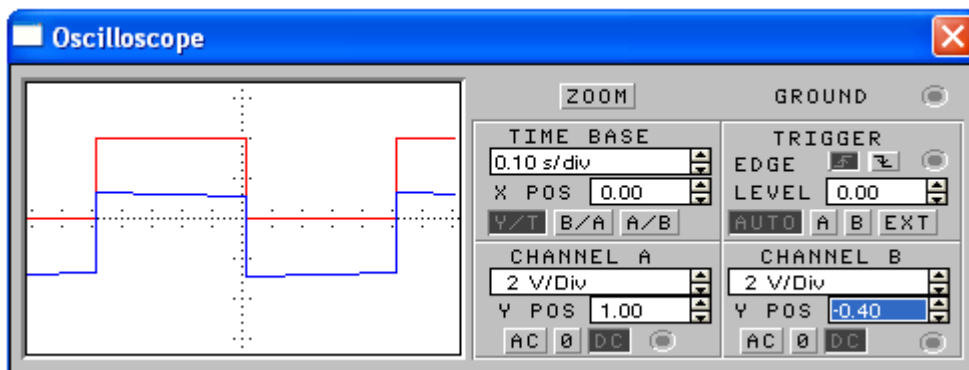 Oscilloscope
ZOOM GROUND
TIME BASE
0.10 s/div
X POS 0.00
Y/T B/A A/B
TRIGGER
EDGE
LEVEL 0.00
AUTO A B EXT
CHANNEL A
2 V/Div
Y POS 1.00
AC 0 DC
CHANNEL B
2 V/Div
Y POS -0.40
AC 0 DC